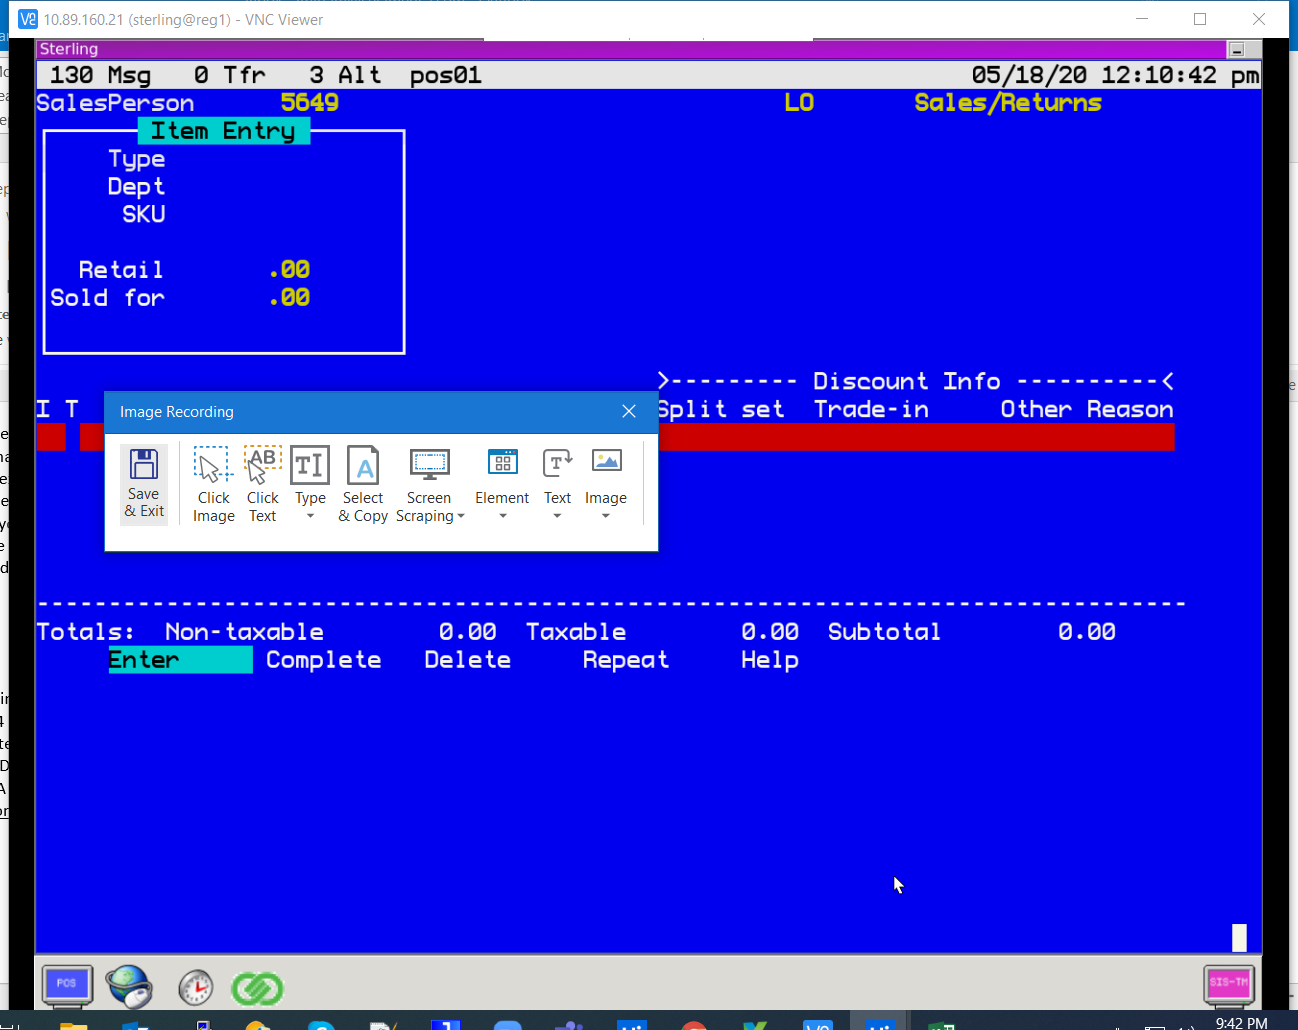 10.89.160.21 (sterling@reg1) - VNC Viewer
Sterling
130 Msg 0 Tfr 3 Alt pos01 05/18/20 12:10:42 pm
SalesPerson 5649 LO Sales/Returns
Item Entry
Type
Dept
SKU
Retail .00
Sold for .00
>--------- Discount Info ----------<
I T Split set Trade-in Other Reason
Image Recording
Save & Exit
Click Image
Click Text
Type
Select & Copy
Screen Scraping
Element
Text
Image
Totals: Non-taxable 0.00 Taxable 0.00 Subtotal 0.00
Enter Complete Delete Repeat Help
POS
SIS-TM
9:42 PM